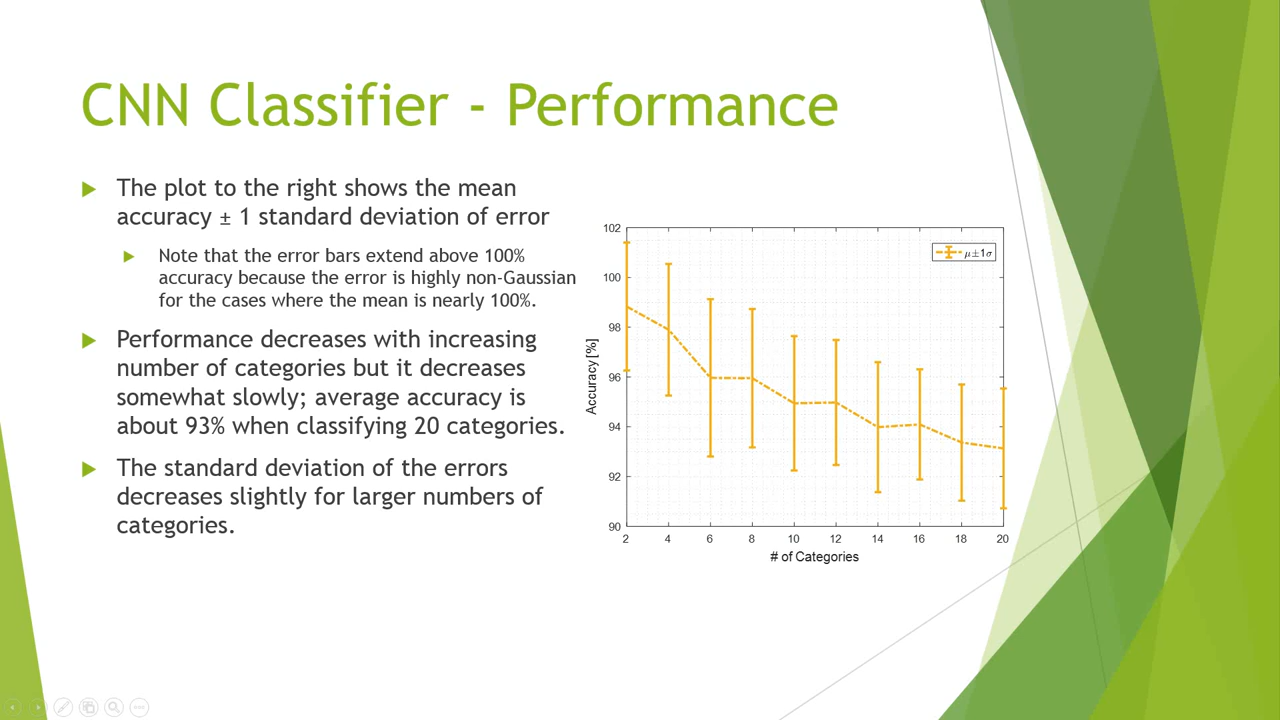 CNN Classifier - Performance
The plot to the right shows the mean
accuracy ± 1 standard deviation of error
Note that the error bars extend above 100%
accuracy because the error is highly non-Gaussian
for the cases where the mean is nearly 100%.
Performance decreases with increasing
number of categories but it decreases
somewhat slowly; average accuracy is
about 93% when classifying 20 categories.
The standard deviation of the errors
decreases slightly for larger numbers of
categories.
102
100
98
96
94
92
90
Accuracy [%]
μ±1σ
2 4 6 8 10 12 14 16 18 20
# of Categories